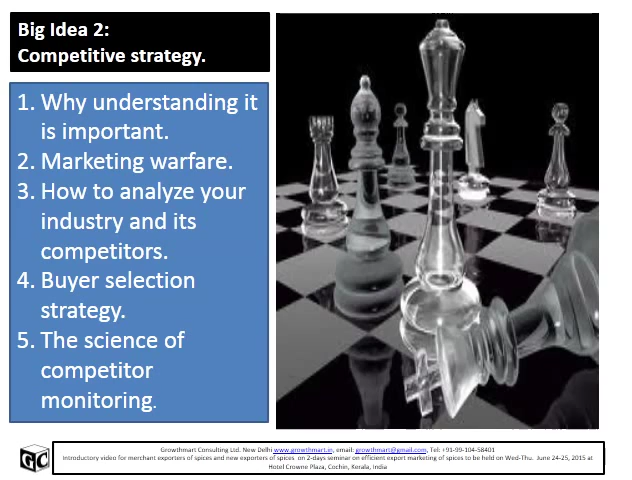 Big Idea 2:
Competitive strategy.
1. Why understanding it
is important.
2. Marketing warfare.
3. How to analyze your
industry and its
competitors.
4. Buyer selection
strategy.
5. The science of
competitor
monitoring.
GC
Growthmart Consulting Ltd. New Delhi www.growthmart.in, email: growthmart@gmail.com, Tel: +91-99-104-58401
Introductory video for merchant exporters of spices and new exporters of spices on 2-days seminar on efficient export marketing of spices to be held on Wed-Thu. June 24-25, 2015 at
Hotel Crowne Plaza, Cochin, Kerala, India